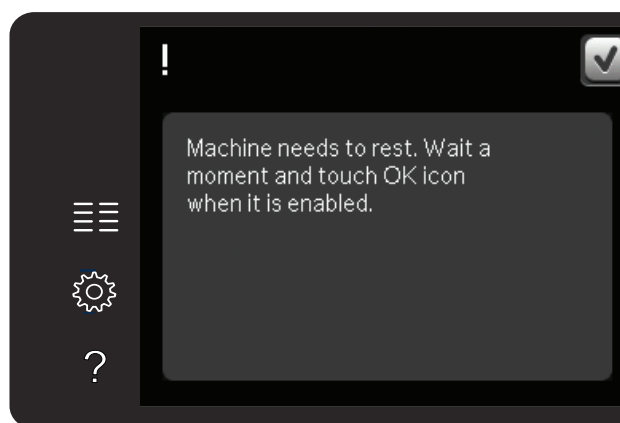 !
Machine needs to rest. Wait a
moment and touch OK icon
when it is enabled.
?